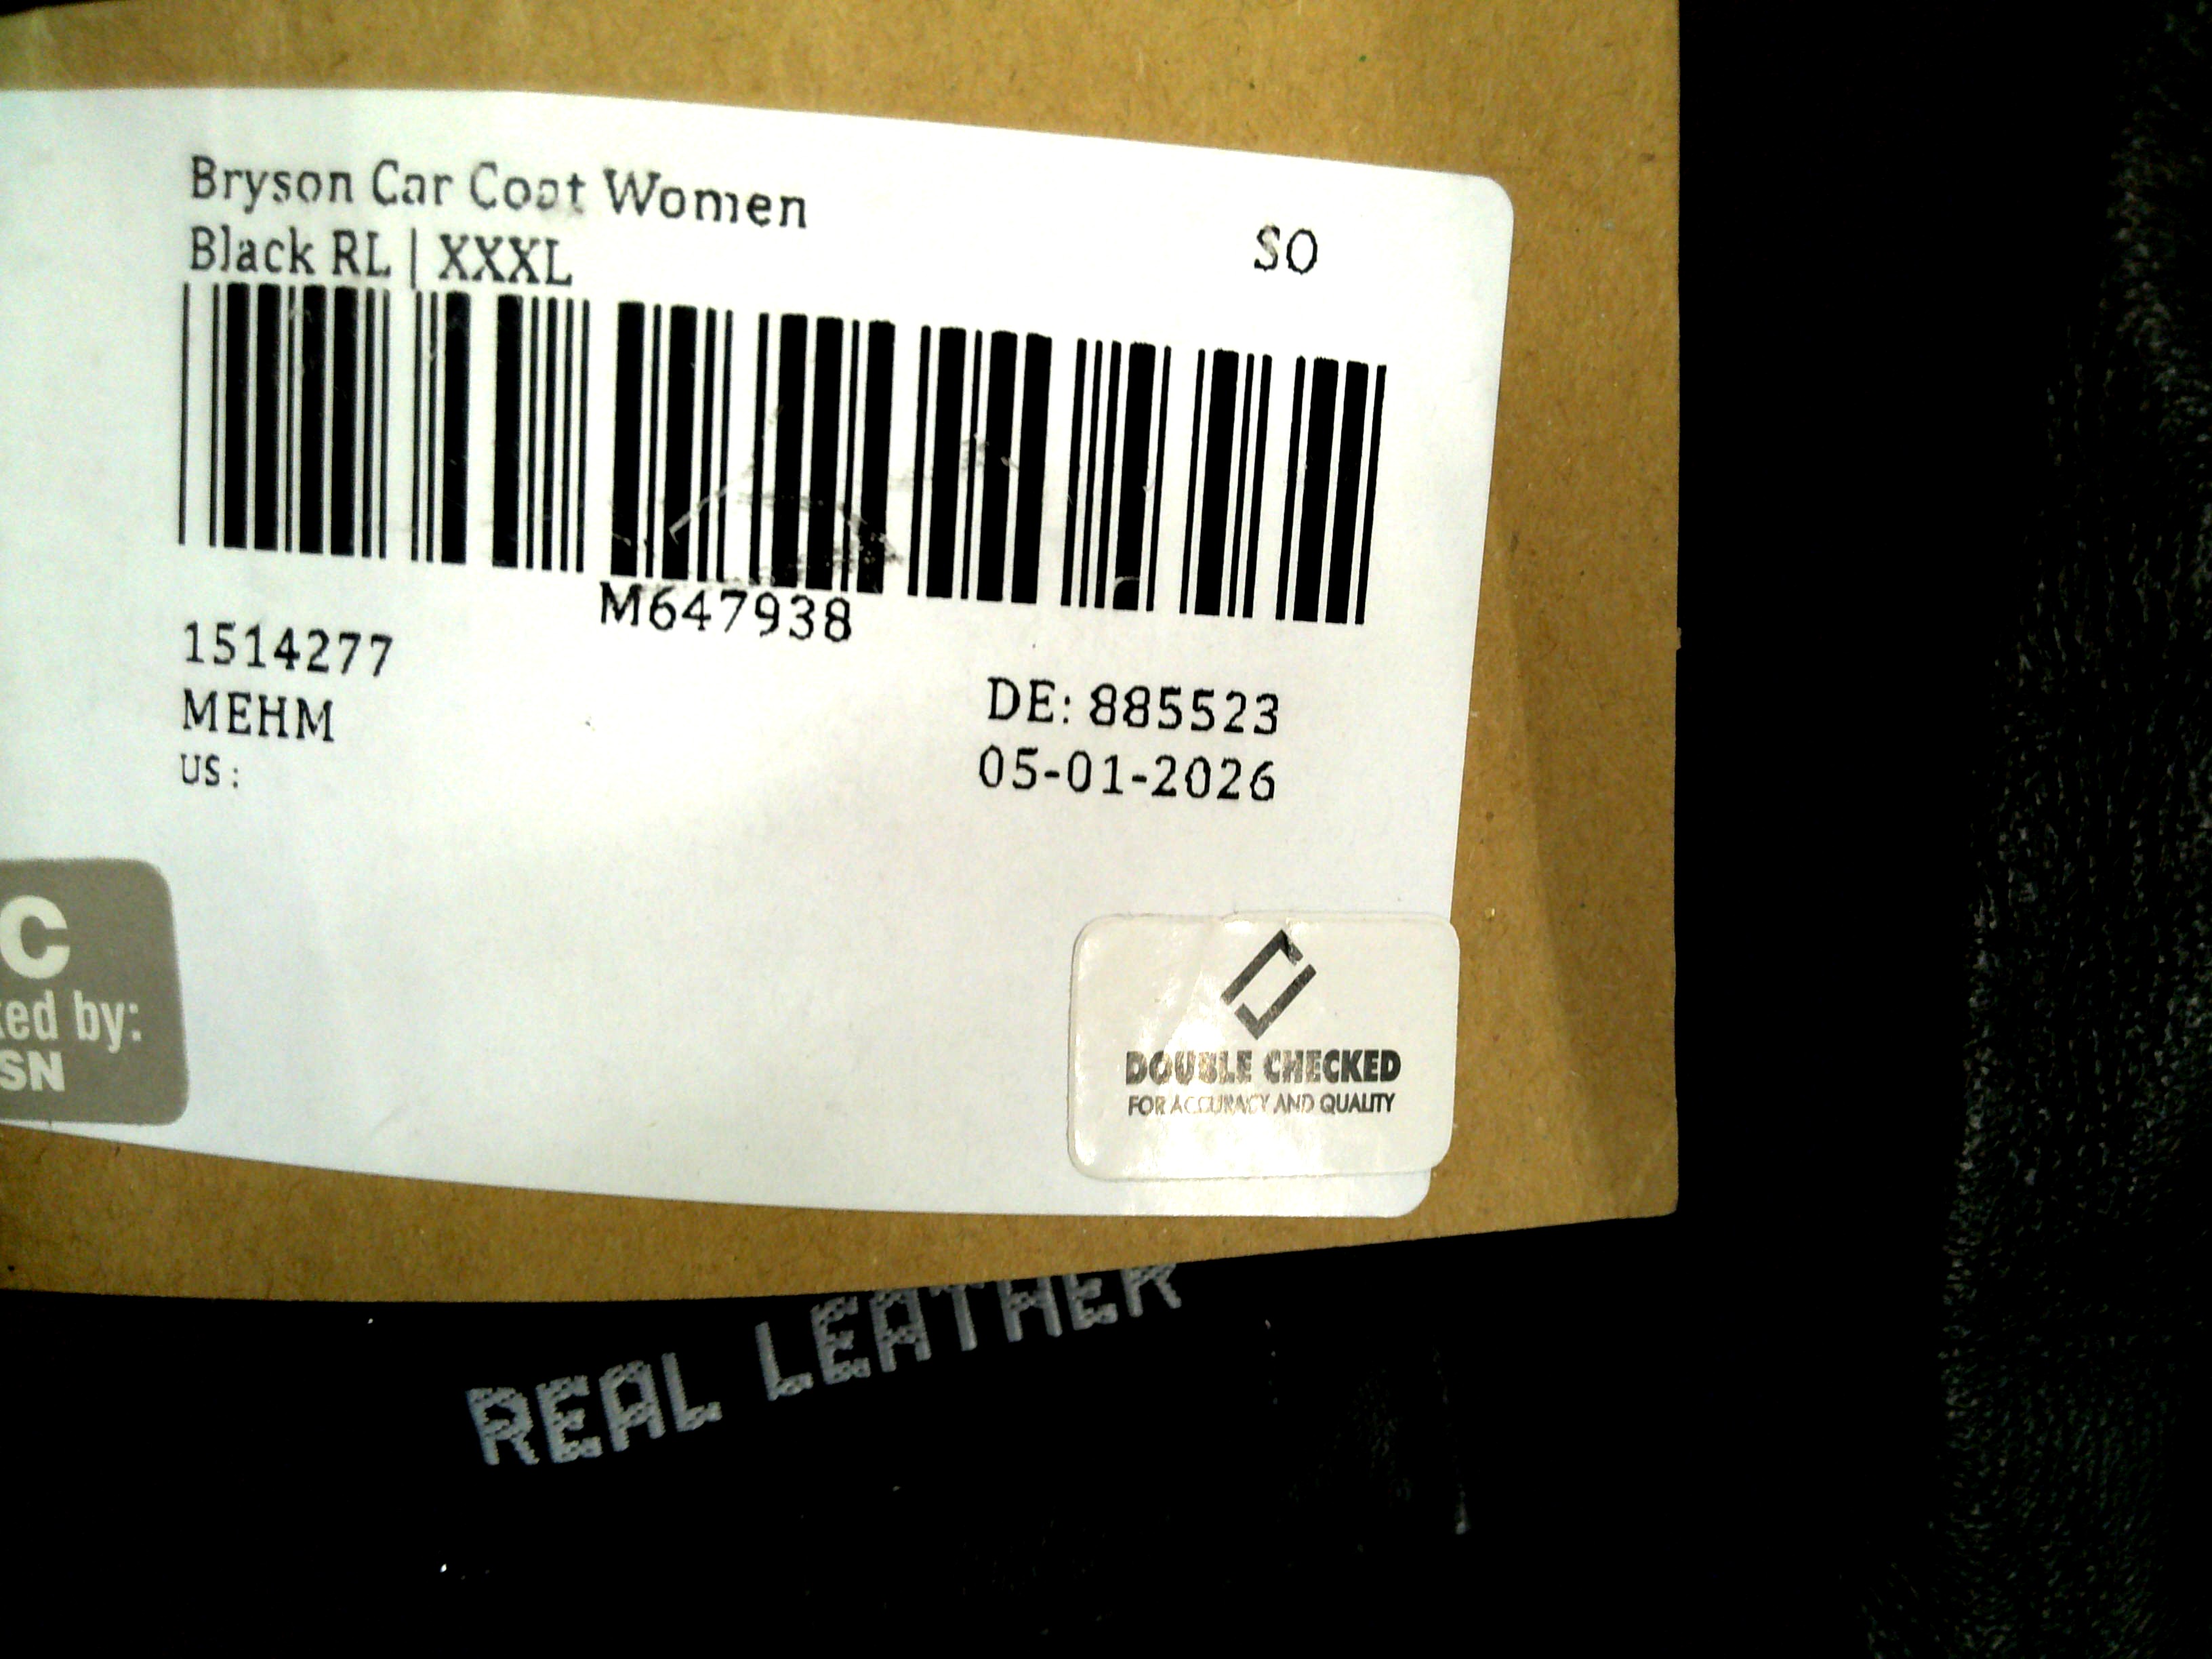 Bryson Car Coat Women
Black RL | XXXL
SO
M647938
1514277
MEHM
US :
DE: 885523
05-01-2026
C
ked by:
SN
DOUBLE CHECKED
FOR ACCURACY AND QUALITY
REAL LEATHER